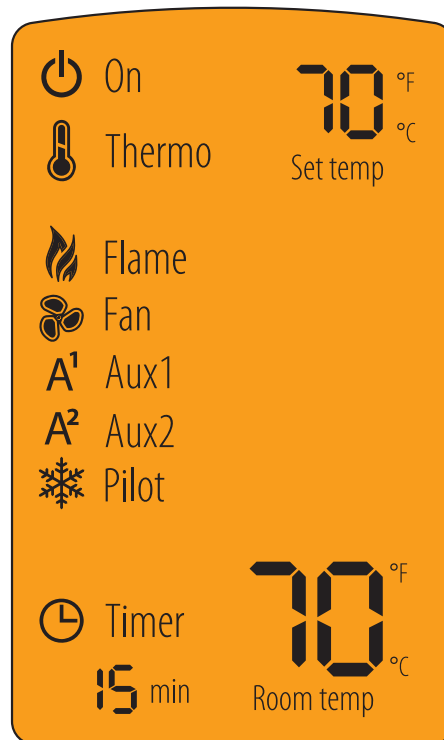 On
70 °F
°C
Set temp
Thermo
Flame
Fan
A¹ Aux1
A² Aux2
Pilot
Timer
15 min
70 °F
°C
Room temp